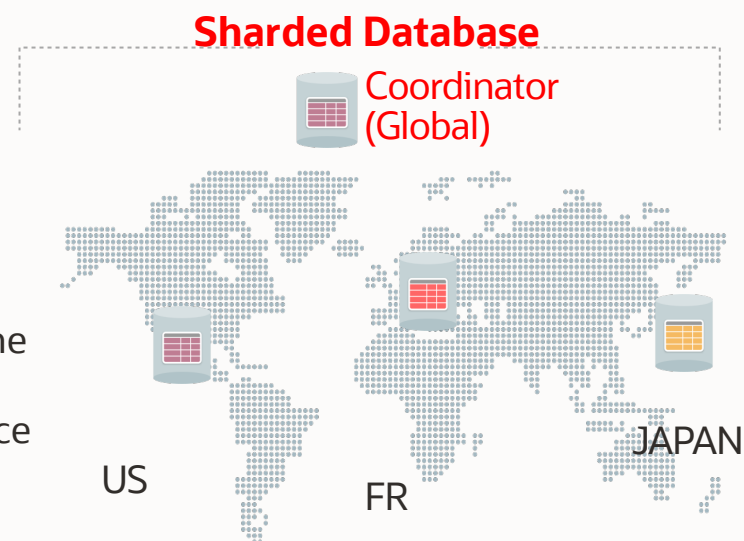 Sharded Database
Coordinator
(Global)
US
FR
JAPAN